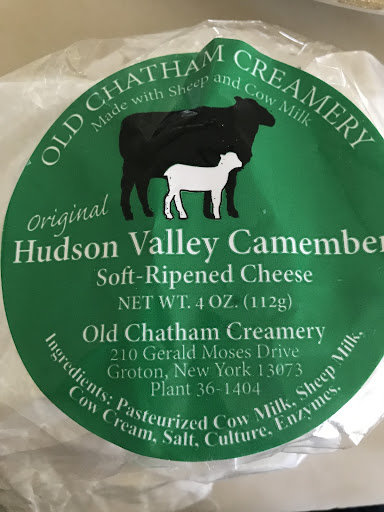 OLD CHATHAM CREAMERY
Made with Sheep and Cow Milk
Original
Hudson Valley Camember
Soft-Ripened Cheese
NET WT. 4 OZ. (112g)
Old Chatham Creamery
210 Gerald Moses Drive
Groton, New York 13073
Plant 36-1404
Ingredients: Pasteurized Cow Milk, Sheep Milk,
Cow Cream, Salt, Culture, Enzymes.